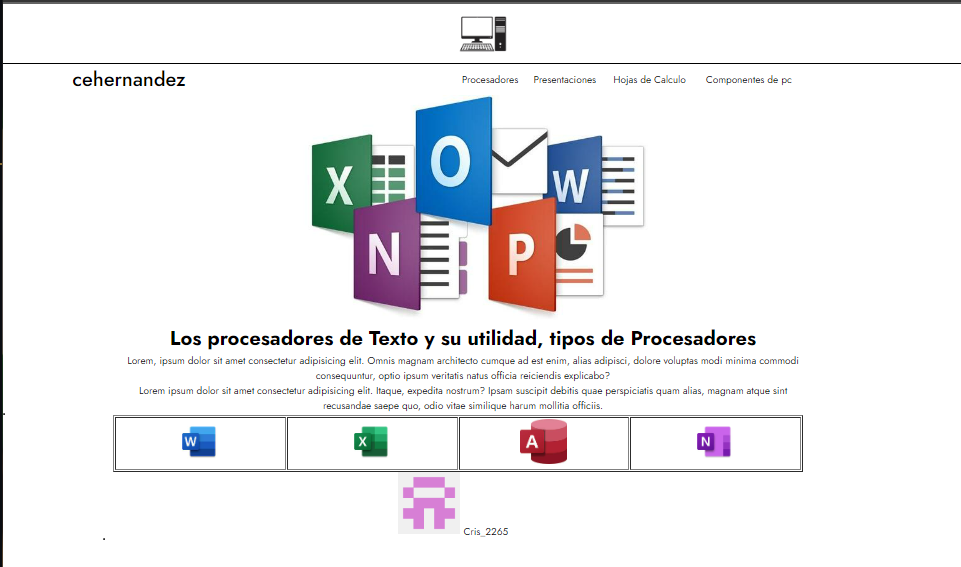 cehernandez
Procesadores Presentaciones Hojas de Calculo Componentes de pc
O
X
W
N
P
Los procesadores de Texto y su utilidad, tipos de Procesadores
Lorem, ipsum dolor sit amet consectetur adipisicing elit. Omnis magnam architecto cumque ad est enim, alias adipisci, dolore voluptas modi minima commodi
consequuntur, optio ipsum veritatis natus officia reiciendis explicabo?
Lorem ipsum dolor sit amet consectetur adipisicing elit. Itaque, expedita nostrum? Ipsam suscipit debitis quae perspiciatis quam alias, magnam atque sint
recusandae saepe quo, odio vitae similique harum mollitia officiis.
W X A N
Cris_2265